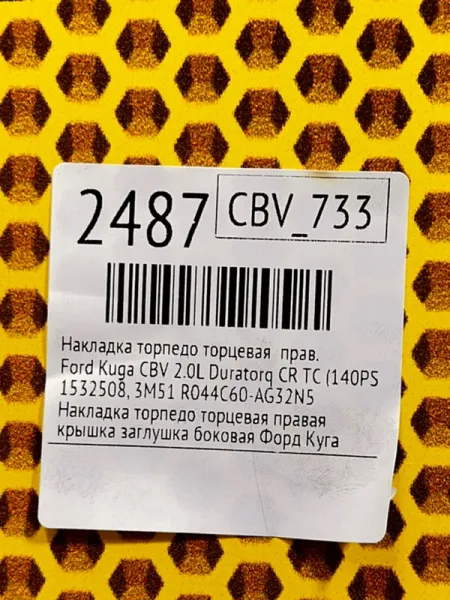 2487 CBV_733
Накладка торпедо торцевая прав.
Ford Kuga CBV 2.0L Duratorq CR TC (140PS
1532508, 3M51 R044C60-AG32N5
Накладка торпедо торцевая правая
крышка заглушка боковая Форд Куга